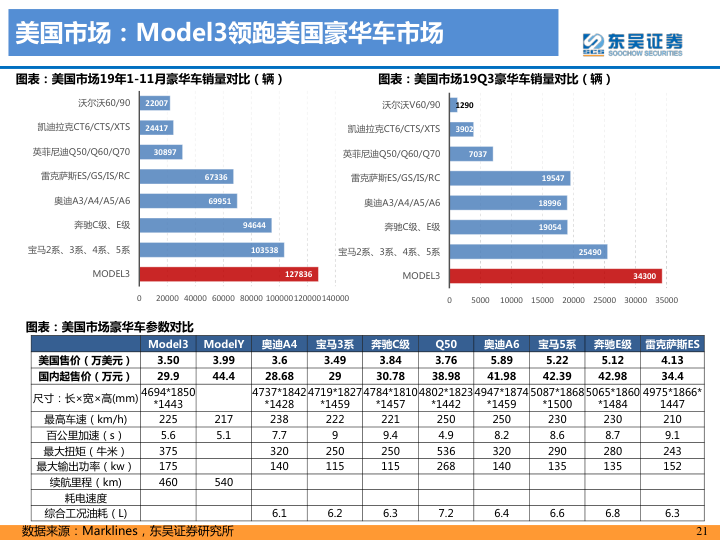 美国市场：Model3领跑美国豪华车市场
东吴证券
SOOCHOW SECURITIES
图表：美国市场19年1-11月豪华车销量对比（辆）
沃尔沃60/90 22007
凯迪拉克CT6/CTS/XTS 24417
英菲尼迪Q50/Q60/Q70 30897
雷克萨斯ES/GS/IS/RC 67336
奥迪A3/A4/A5/A6 69951
奔驰C级、E级 94644
宝马2系、3系、4系、5系 103538
MODEL3 127836
0 20000 40000 60000 80000 100000 120000 140000
图表：美国市场19Q3豪华车销量对比（辆）
沃尔沃V60/90 1290
凯迪拉克CT6/CTS/XTS 3902
英菲尼迪Q50/Q60/Q70 7037
雷克萨斯ES/GS/IS/RC 19547
奥迪A3/A4/A5/A6 18996
奔驰C级、E级 19054
宝马2系、3系、4系、5系 25490
MODEL3 34300
0 5000 10000 15000 20000 25000 30000 35000
图表：美国市场豪华车参数对比
Model3 ModelY 奥迪A4 宝马3系 奔驰C级 Q50 奥迪A6 宝马5系 奔驰E级 雷克萨斯ES
美国售价（万美元） 3.50 3.99 3.6 3.49 3.84 3.76 5.89 5.22 5.12 4.13
国内起售价（万元） 29.9 44.4 28.68 29 30.78 38.98 41.98 42.39 42.98 34.4
尺寸：长×宽×高(mm) 4694*1850*1443 4737*1842*1428 4719*1827*1459 4784*1810*1457 4802*1823*1442 4947*1874*1459 5087*1868*1500 5065*1860*1484 4975*1866*1447
最高车速（km/h) 225 217 238 222 221 250 250 230 230 210
百公里加速（s） 5.6 5.1 7.7 9 9.4 4.9 8.2 8.6 8.7 9.1
最大扭矩（牛米） 375 320 250 250 536 320 290 280 243
最大输出功率（kw） 175 140 115 115 268 140 135 135 152
续航里程（km) 460 540
耗电速度
综合工况油耗（L) 6.1 6.2 6.3 7.2 6.4 6.6 6.8 6.3
数据来源：Marklines，东吴证券研究所
21